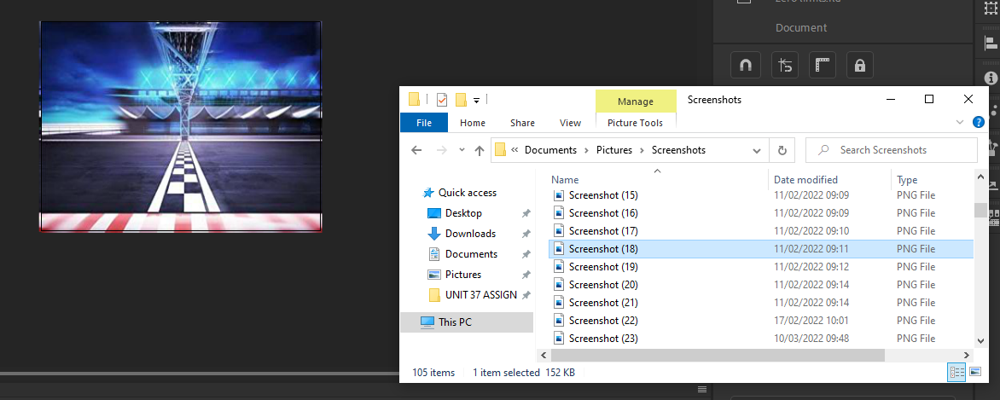 Document
Manage
Screenshots
File
Home
Share
View
Picture Tools
« Documents > Pictures > Screenshots
Search Screenshots
Name
Date modified
Type
Quick access
Desktop
Downloads
Documents
Pictures
UNIT 37 ASSIGN
This PC
Screenshot (15) 11/02/2022 09:09 PNG File
Screenshot (16) 11/02/2022 09:09 PNG File
Screenshot (17) 11/02/2022 09:10 PNG File
Screenshot (18) 11/02/2022 09:11 PNG File
Screenshot (19) 11/02/2022 09:12 PNG File
Screenshot (20) 11/02/2022 09:14 PNG File
Screenshot (21) 11/02/2022 09:14 PNG File
Screenshot (22) 17/02/2022 10:01 PNG File
Screenshot (23) 10/03/2022 09:48 PNG File
105 items
1 item selected 152 KB